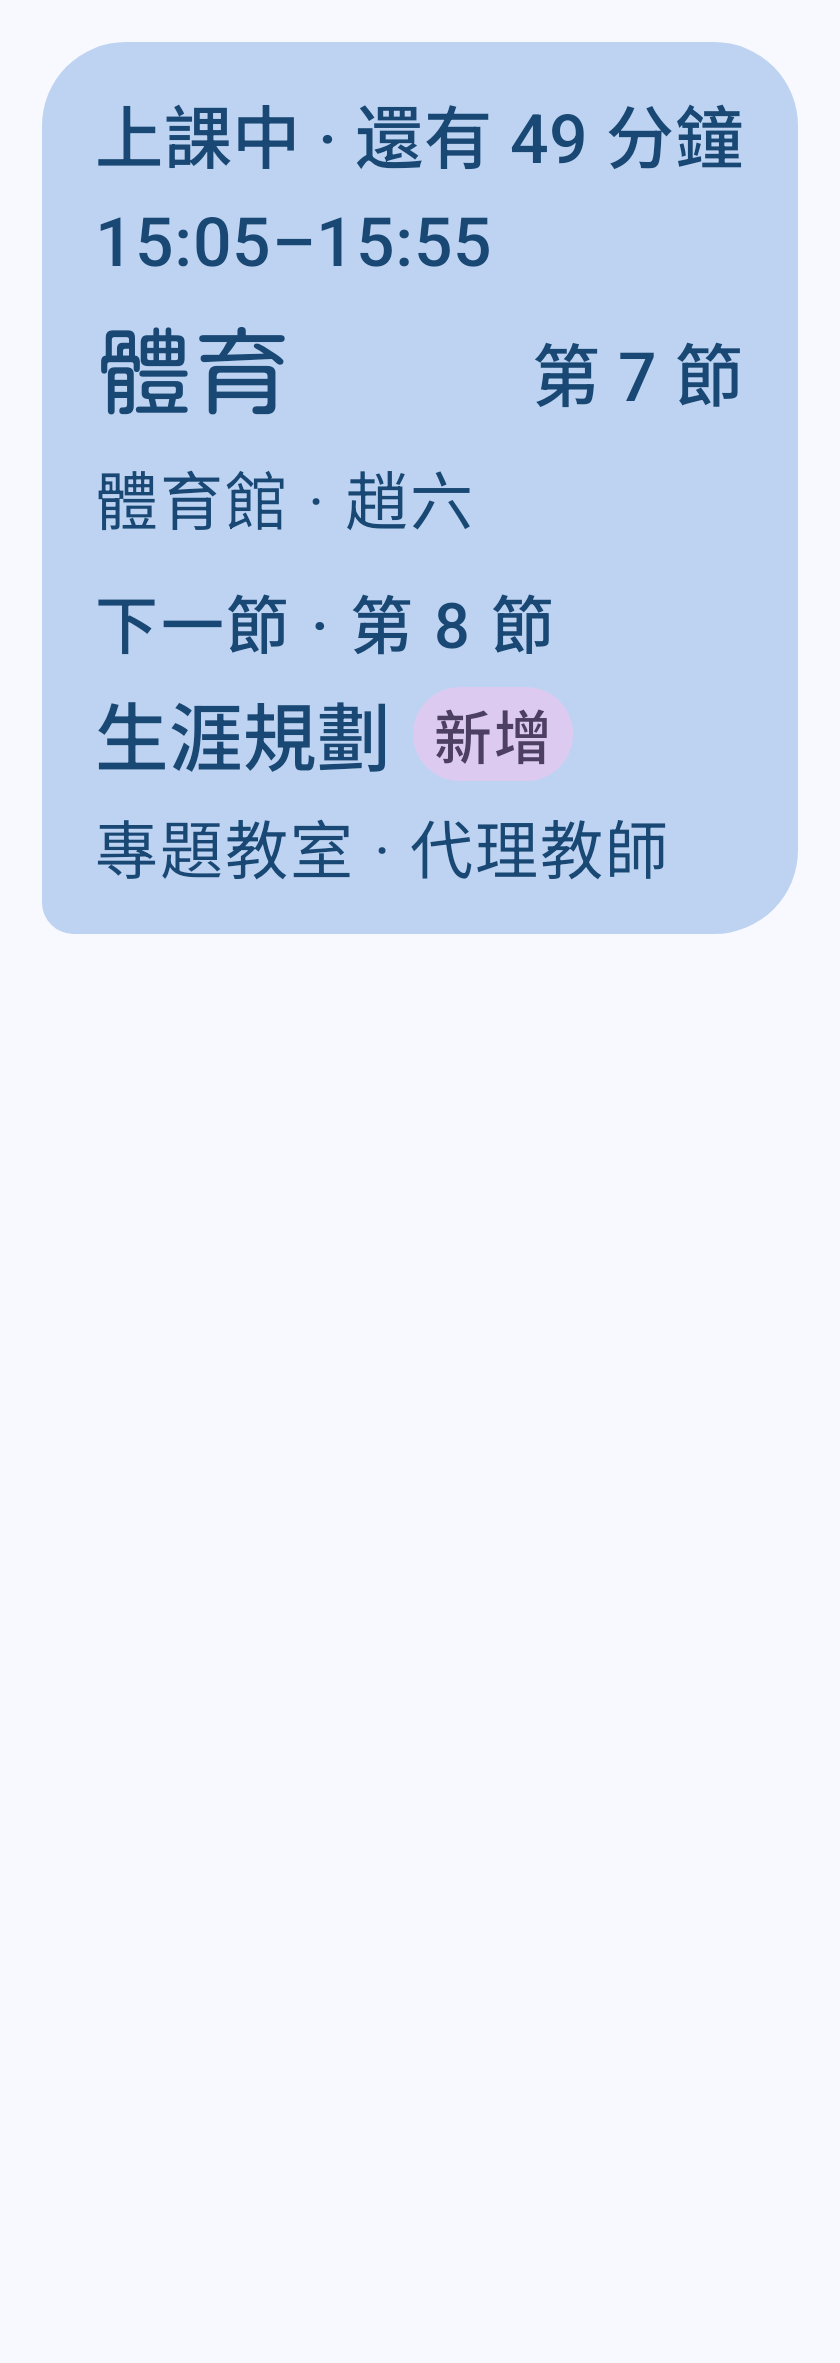 上課中 · 還有 49 分鐘
15:05–15:55
體育 第 7 節
體育館 · 趙六
下一節 · 第 8 節
生涯規劃 新增
專題教室 · 代理教師